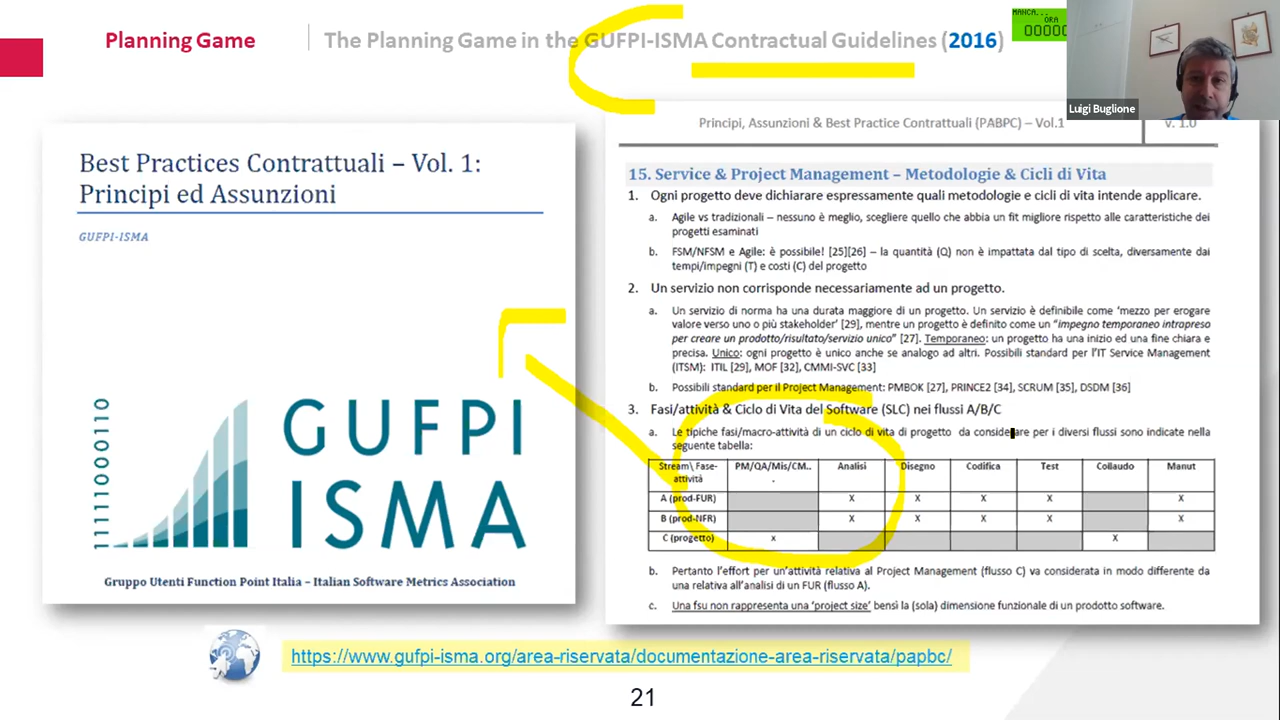 Planning Game
The Planning Game in the GUFPI-ISMA Contractual Guidelines (2016)
MANCA...
ORA
Luigi Buglione
Best Practices Contrattuali – Vol. 1:
Principi ed Assunzioni
GUFPI-ISMA
11111000110
GUFPI
ISMA
Gruppo Utenti Function Point Italia – Italian Software Metrics Association
Principi, Assunzioni & Best Practice Contrattuali (PABPC) – Vol.1
v. 1.0
15. Service & Project Management – Metodologie & Cicli di Vita
1. Ogni progetto deve dichiarare espressamente quali metodologie e cicli di vita intende applicare.
a. Agile vs tradizionali – nessuno è meglio, scegliere quello che abbia un fit migliore rispetto alle caratteristiche dei
progetti esaminati
b. FSM/NFSM e Agile: è possibile! [25][26] – la quantità (Q) non è impattata dal tipo di scelta, diversamente dai
tempi/impegni (T) e costi (C) del progetto
2. Un servizio non corrisponde necessariamente ad un progetto.
a. Un servizio di norma ha una durata maggiore di un progetto. Un servizio è definibile come ‘mezzo per erogare
valore verso uno o più stakeholder’ [29], mentre un progetto è definito come un “impegno temporaneo intrapreso
per creare un prodotto/risultato/servizio unico” [27]. Temporaneo: un progetto ha una inizio ed una fine chiara e
precisa. Unico: ogni progetto è unico anche se analogo ad altri. Possibili standard per l'IT Service Management
(ITSM): ITIL [29], MOF [32], CMMI-SVC [33]
b. Possibili standard per il Project Management: PMBOK [27], PRINCE2 [34], SCRUM [35], DSDM [36]
3. Fasi/attività & Ciclo di Vita del Software (SLC) nei flussi A/B/C
a. Le tipiche fasi/macro-attività di un ciclo di vita di progetto da considerare per i diversi flussi sono indicate nella
seguente tabella:
Stream\ Fase-attività PM/QA/Mis/CM... Analisi Disegno Codifica Test Collaudo Manut
A (prod-FUR) X X X X X
B (prod-NFR) X X X X X
C (progetto) x X
b. Pertanto l'effort per un'attività relativa al Project Management (flusso C) va considerata in modo differente da
una relativa all'analisi di un FUR (flusso A).
c. Una fsu non rappresenta una ‘project size’ bensì la (sola) dimensione funzionale di un prodotto software.
https://www.gufpi-isma.org/area-riservata/documentazione-area-riservata/papbc/
21